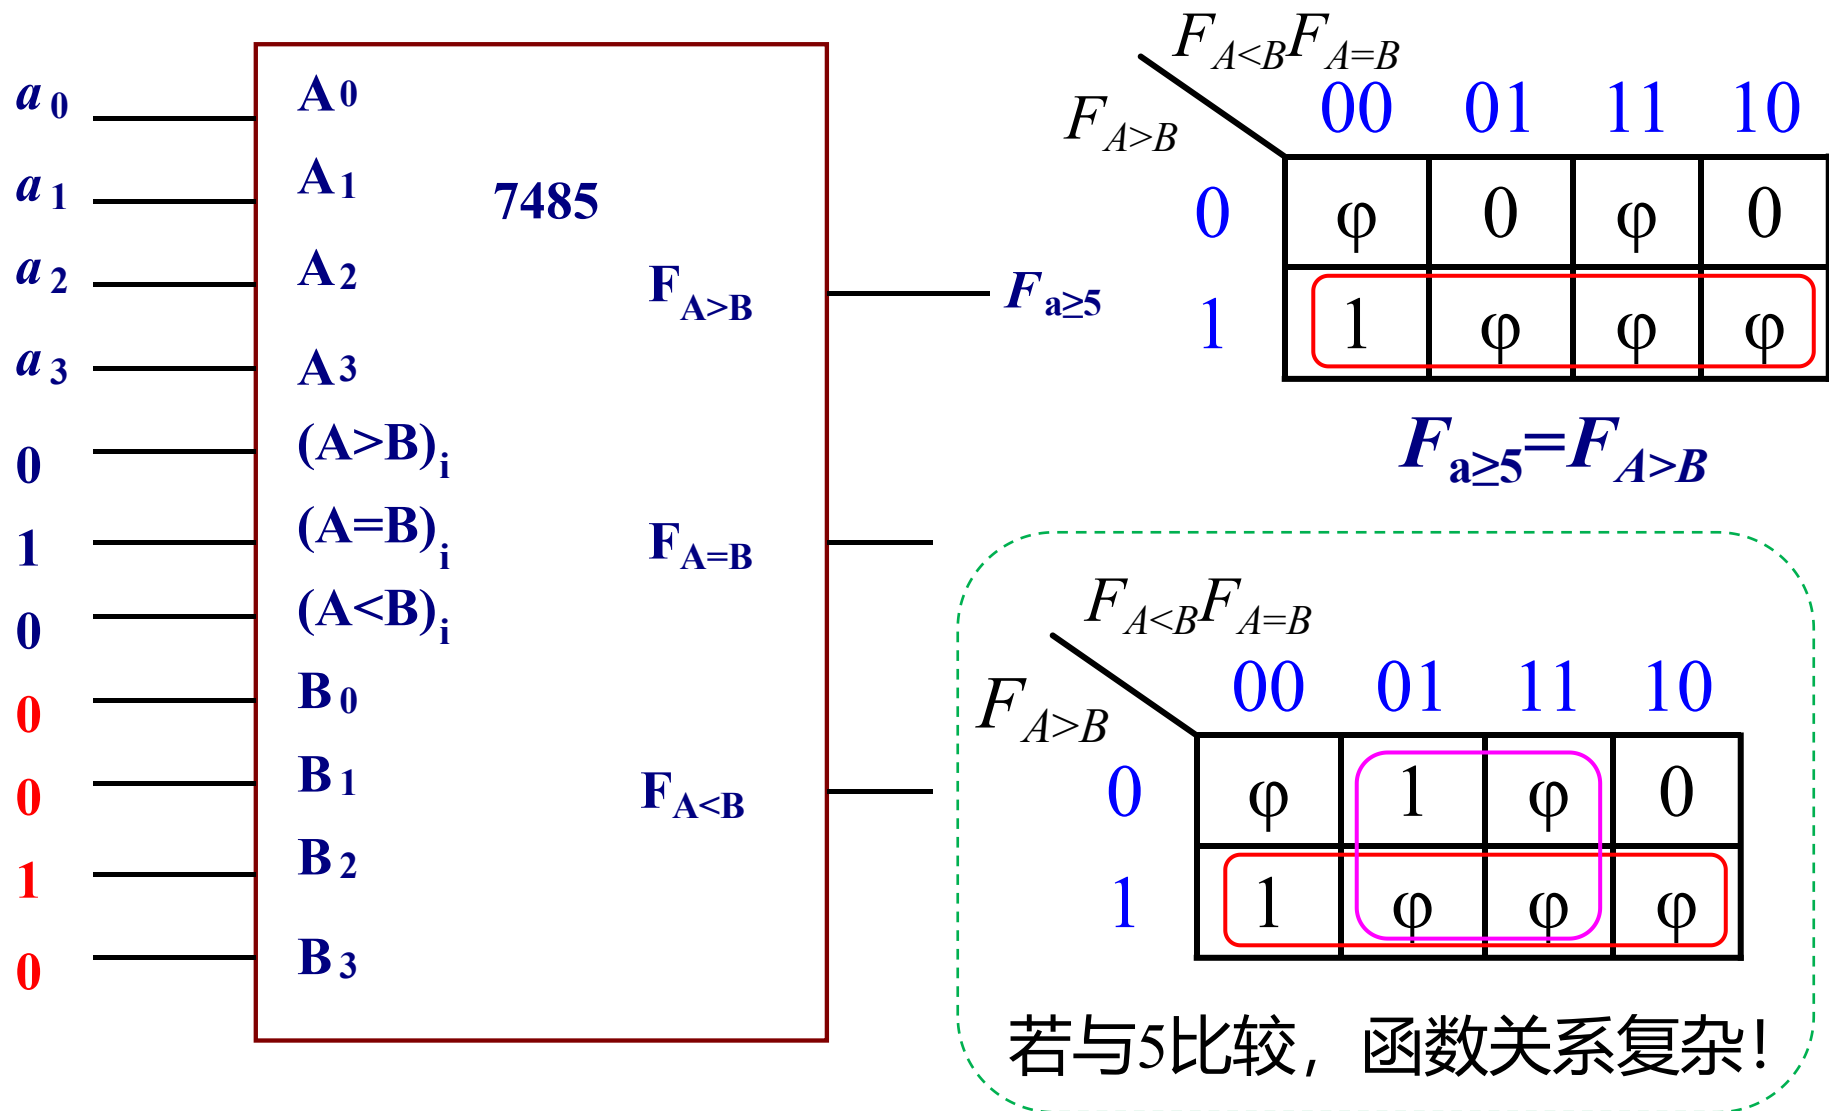 a0 A0
a1 A1
7485
a2 A2
FA>B Fa≥5
a3 A3
0 (A>B)i
1 (A=B)i
FA=B
0 (A<B)i
0 B0
0 B1
FA<B
1 B2
0 B3
FA<BFA=B
FA>B
00 01 11 10
0 φ 0 φ 0
1 1 φ φ φ
Fa≥5=FA>B
FA<BFA=B
FA>B
00 01 11 10
0 φ 1 φ 0
1 1 φ φ φ
若与5比较，函数关系复杂！